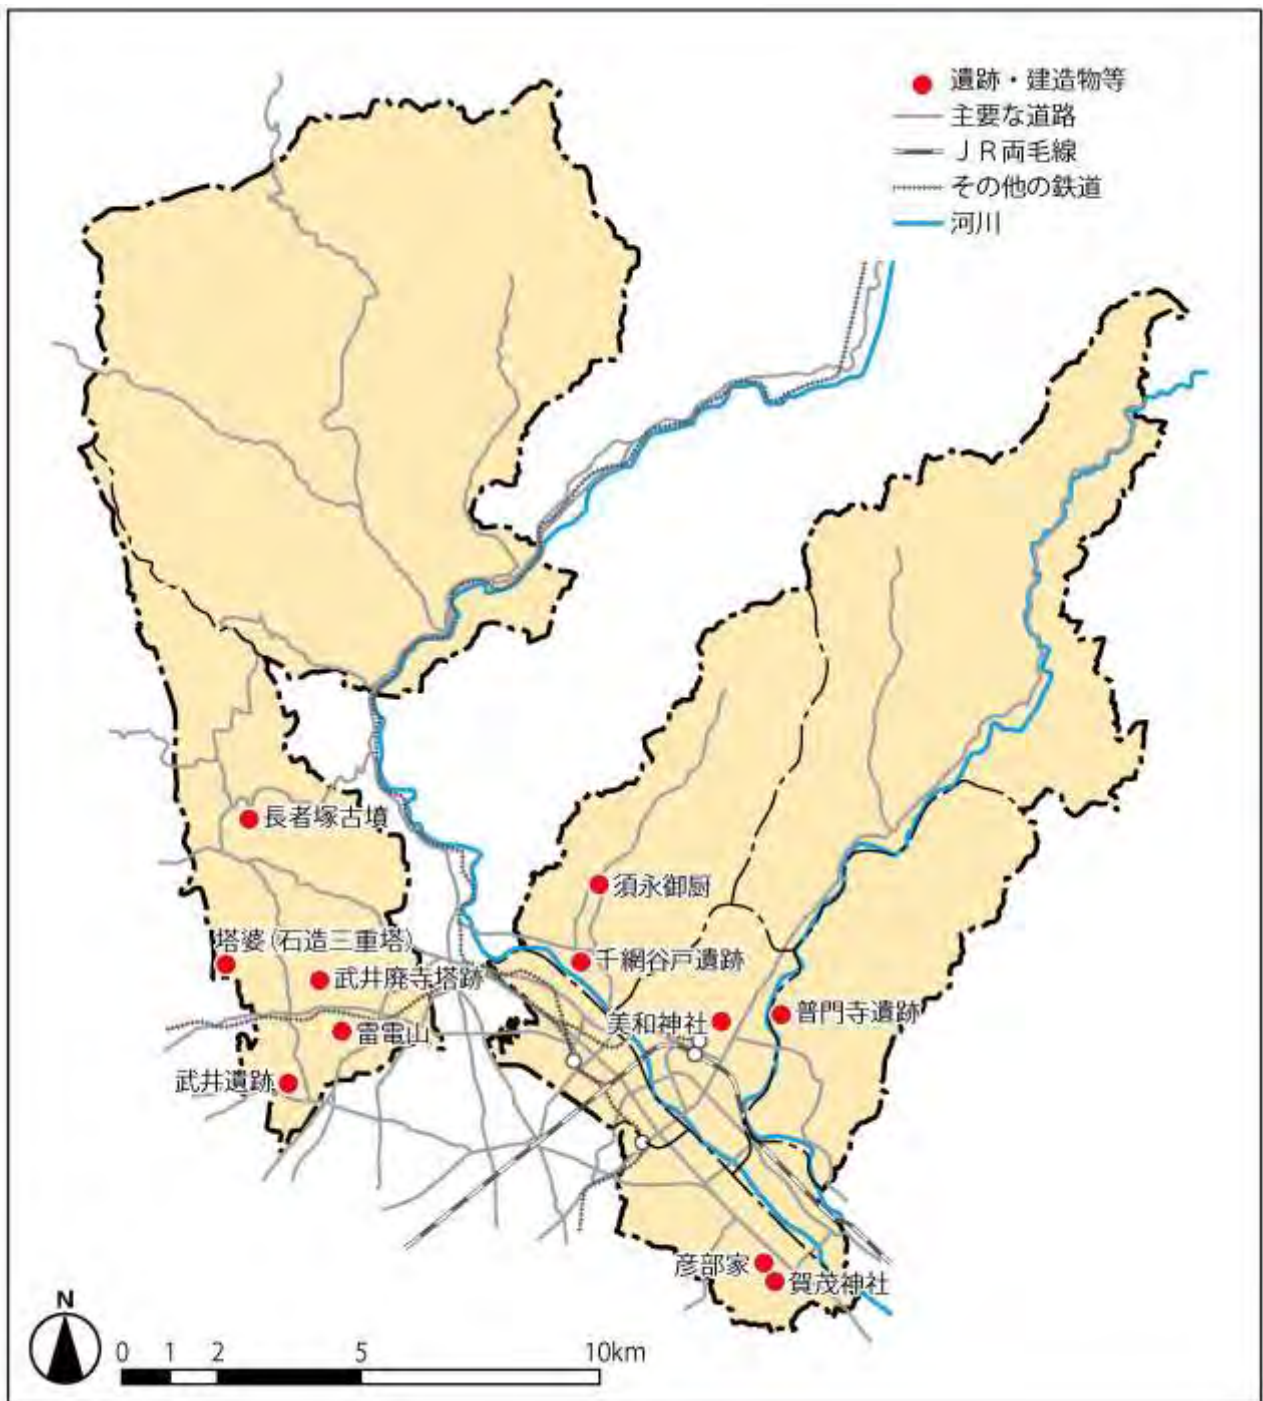 遺跡・建造物等
主要な道路
ＪＲ両毛線
その他の鉄道
河川
長者塚古墳
須永御厨
塔婆(石造三重塔)
千網谷戸遺跡
武井廃寺塔跡
普門寺遺跡
美和神社
雷電山
武井遺跡
彦部家
賀茂神社
N
0 1 2 5 10km